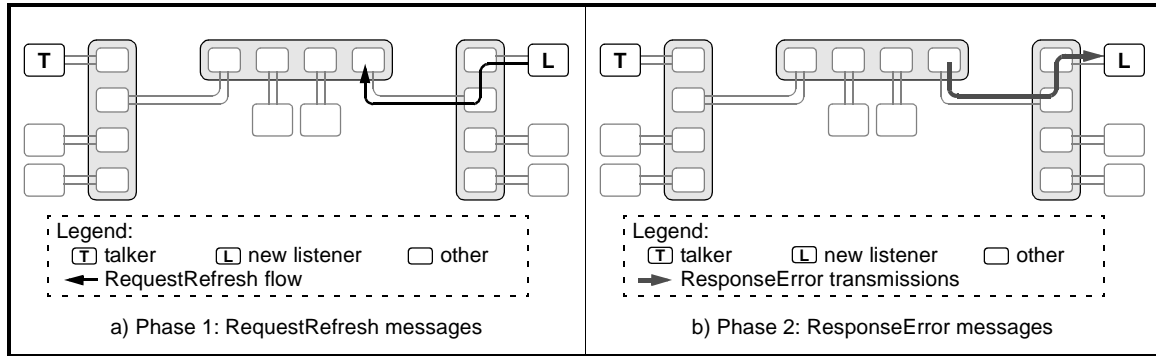 T
L
Legend:
T talker L new listener other
RequestRefresh flow
a) Phase 1: RequestRefresh messages
T
L
Legend:
T talker L new listener other
ResponseError transmissions
b) Phase 2: ResponseError messages